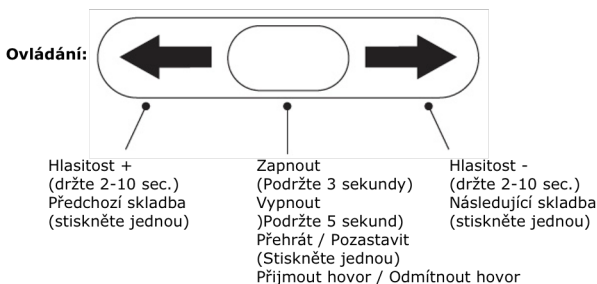 Ovládání:
Hlasitost +
(držte 2-10 sec.)
Předchozí skladba
(stiskněte jednou)
Zapnout
(Podržte 3 sekundy)
Vypnout
)Podržte 5 sekund)
Přehrát / Pozastavit
(Stiskněte jednou)
Přijmout hovor / Odmítnout hovor
Hlasitost -
(držte 2-10 sec.)
Následující skladba
(stiskněte jednou)